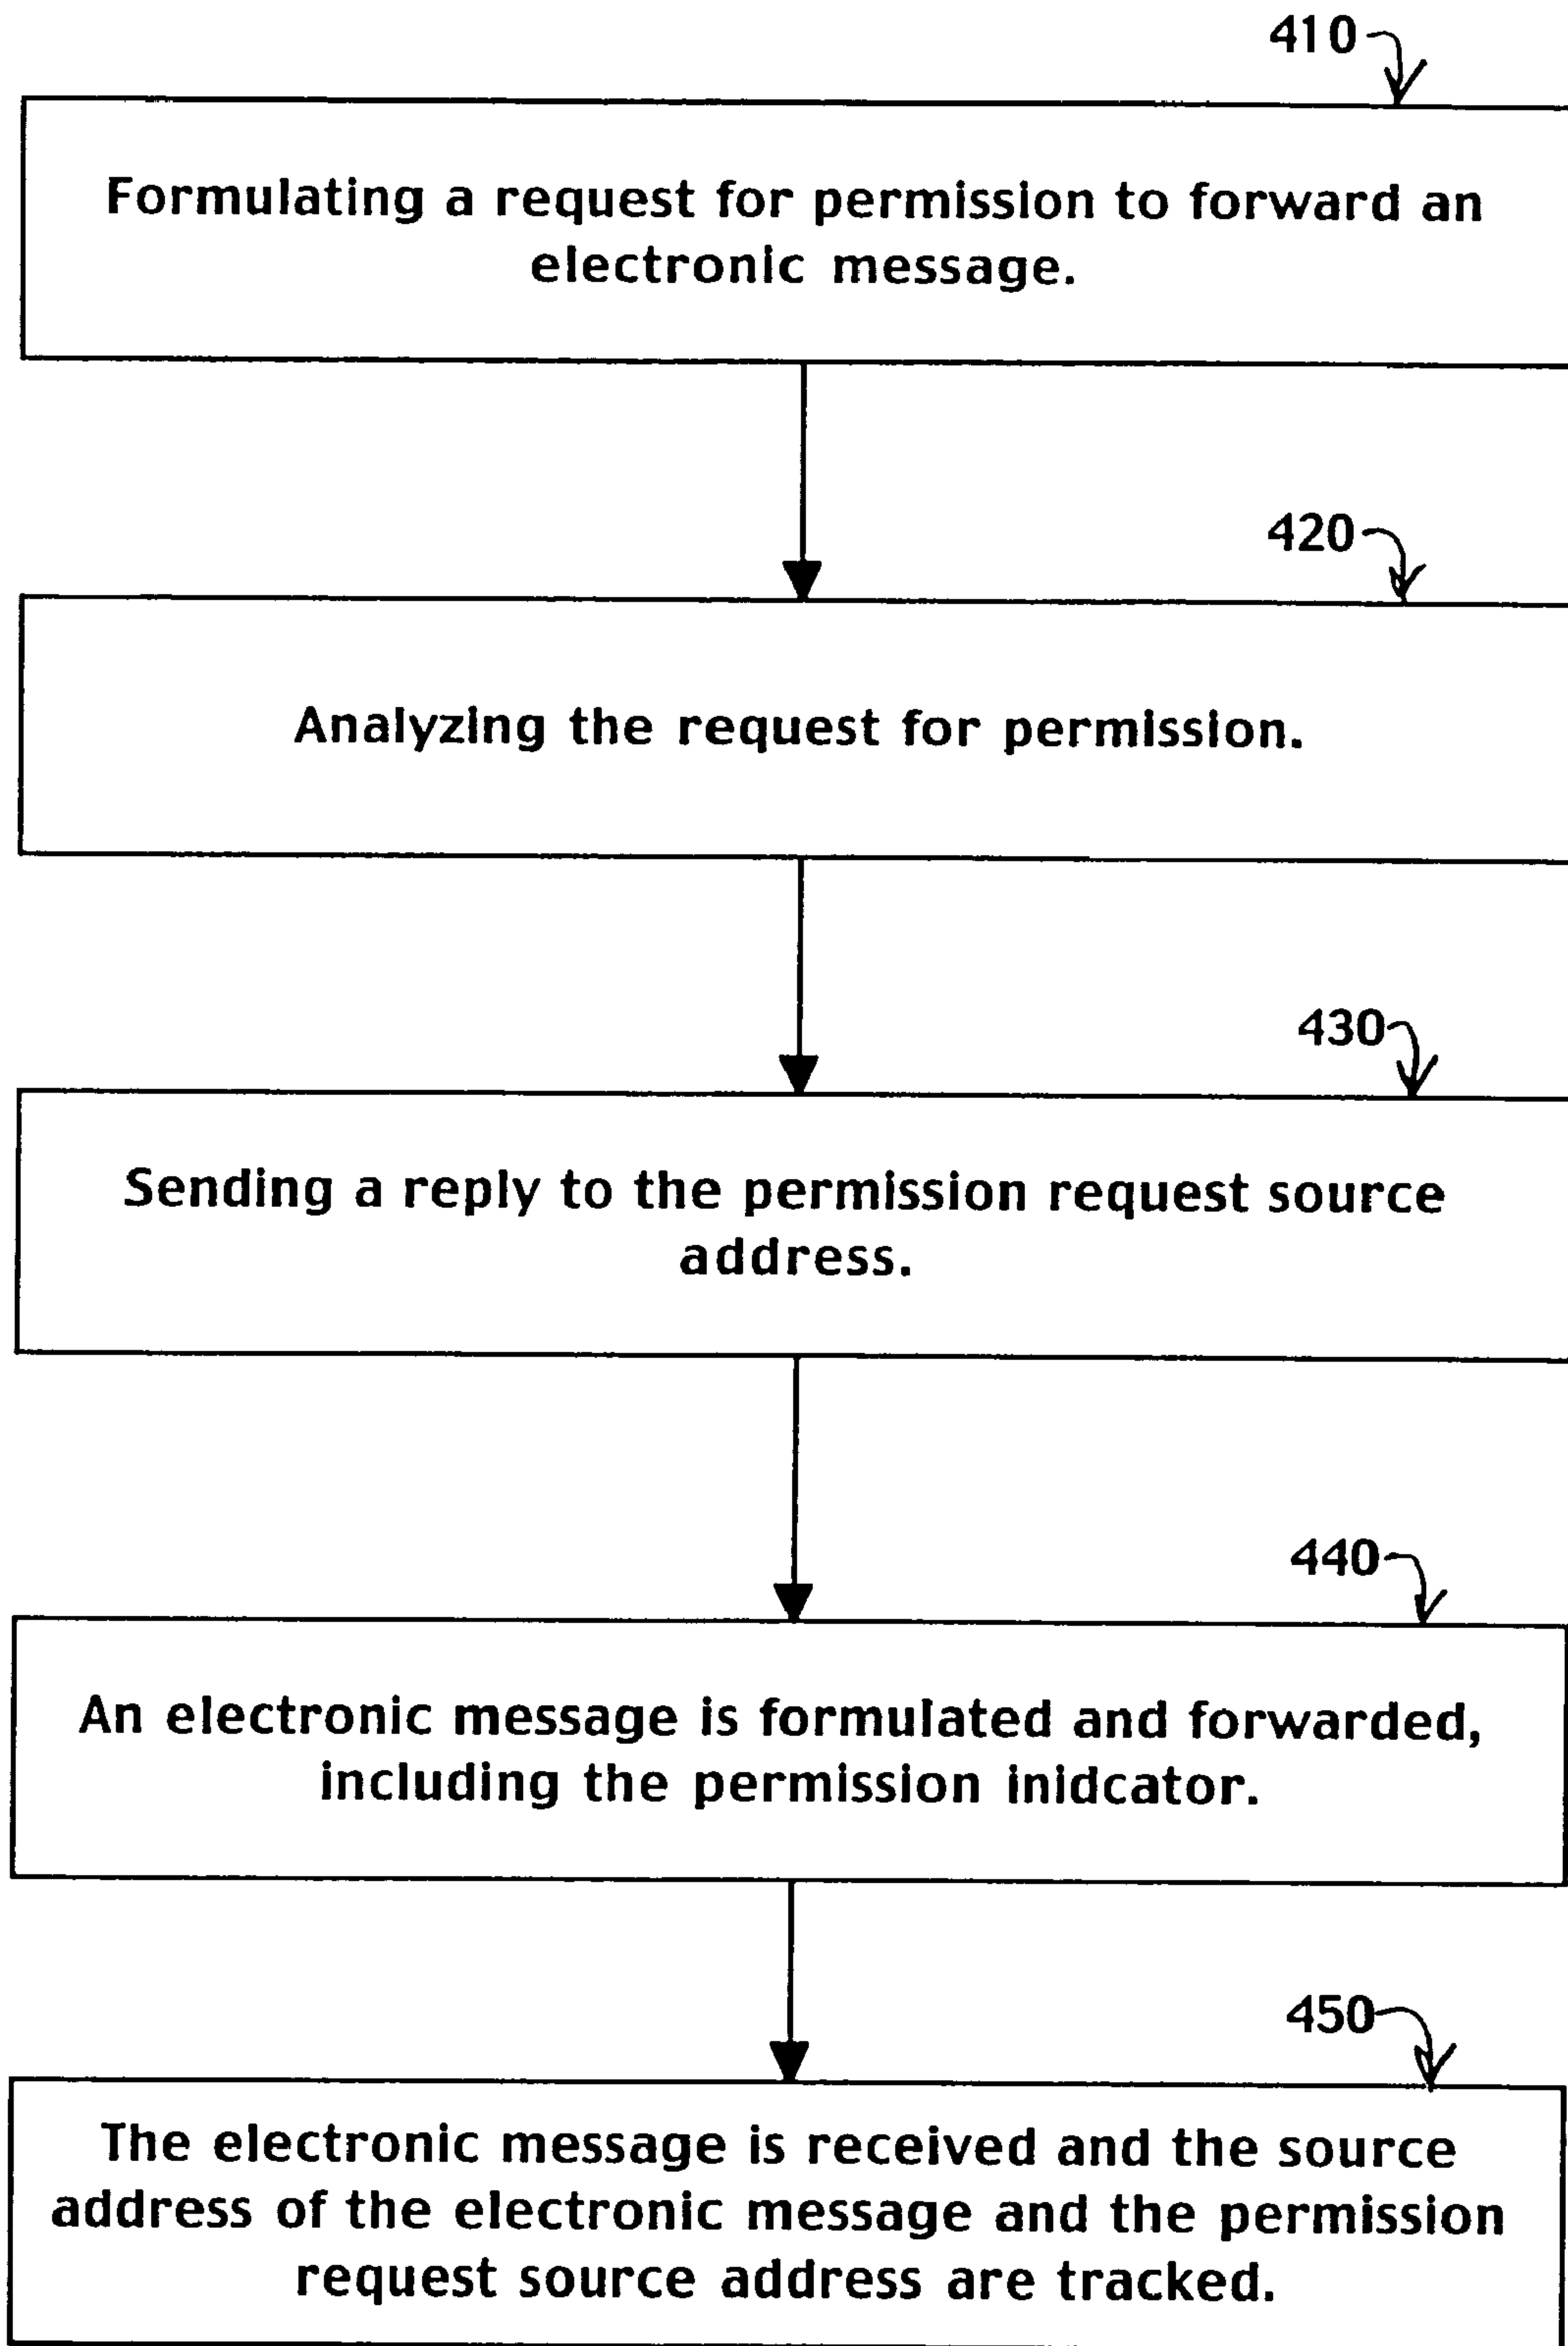 410
Formulating a request for permission to forward an
electronic message.
420
Analyzing the request for permission.
430
Sending a reply to the permission request source
address.
440
An electronic message is formulated and forwarded,
including the permission inidcator.
450
The electronic message is received and the source
address of the electronic message and the permission
request source address are tracked.